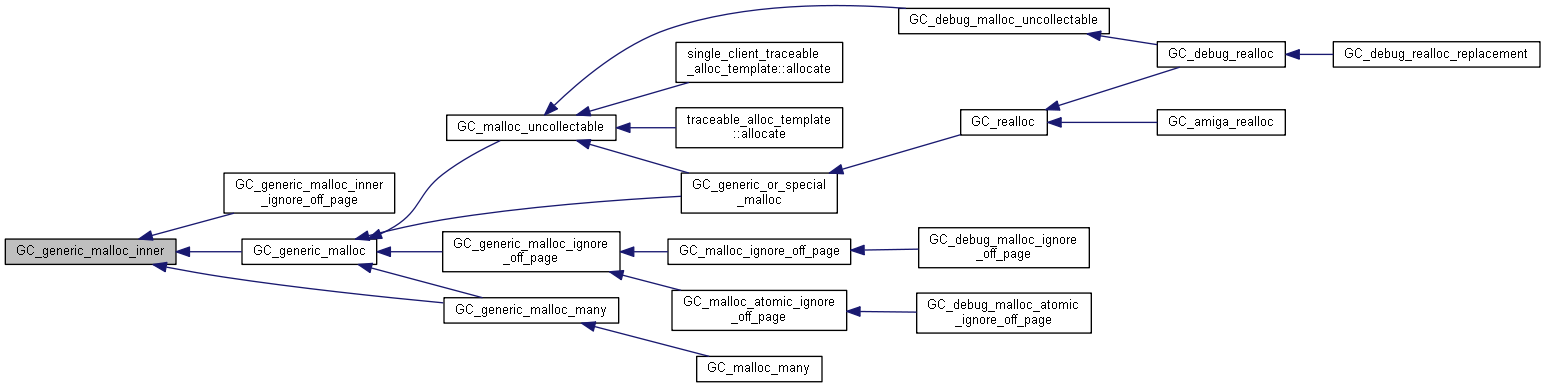 GC_debug_malloc_uncollectable
single_client_traceable
_alloc_template::allocate
GC_debug_realloc
GC_debug_realloc_replacement
GC_malloc_uncollectable
traceable_alloc_template
::allocate
GC_realloc
GC_amiga_realloc
GC_generic_malloc_inner
_ignore_off_page
GC_generic_or_special
_malloc
GC_generic_malloc_inner
GC_generic_malloc
GC_generic_malloc_ignore
_off_page
GC_malloc_ignore_off_page
GC_debug_malloc_ignore
_off_page
GC_generic_malloc_many
GC_malloc_atomic_ignore
_off_page
GC_debug_malloc_atomic
_ignore_off_page
GC_malloc_many